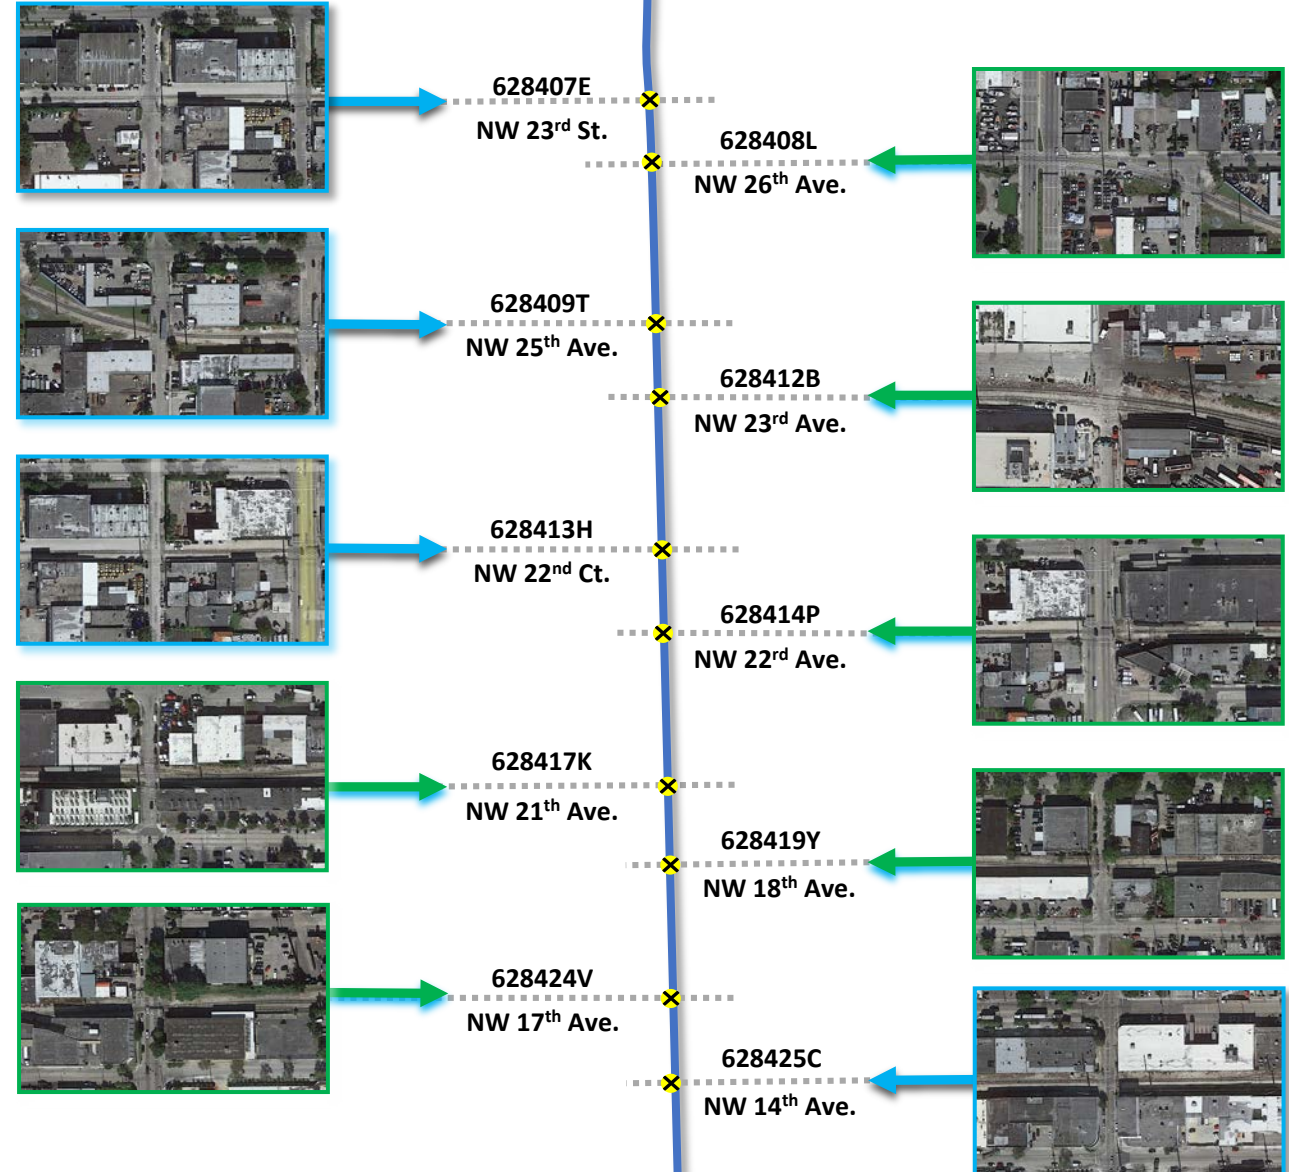 628407E
NW 23rd St.
628408L
NW 26th Ave.
628409T
NW 25th Ave.
628412B
NW 23rd Ave.
628413H
NW 22nd Ct.
628414P
NW 22rd Ave.
628417K
NW 21th Ave.
628419Y
NW 18th Ave.
628424V
NW 17th Ave.
628425C
NW 14th Ave.